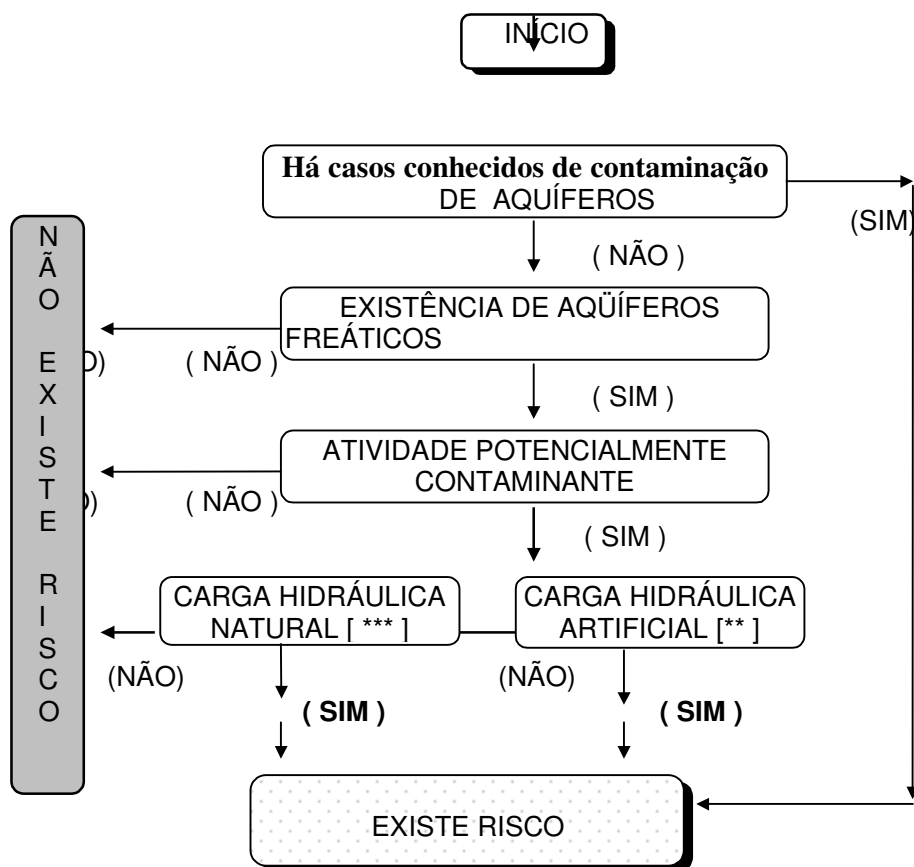 INÍCIO
Há casos conhecidos de contaminação
DE AQUÍFEROS
(SIM)
( NÃO )
EXISTÊNCIA DE AQÜÍFEROS
FREÁTICOS
( NÃO )
( SIM )
ATIVIDADE POTENCIALMENTE
CONTAMINANTE
( NÃO )
( SIM )
CARGA HIDRÁULICA
NATURAL [ *** ]
CARGA HIDRÁULICA
ARTIFICIAL [** ]
(NÃO)
(NÃO)
( SIM )
( SIM )
EXISTE RISCO
NÃO EXISTE RISCO